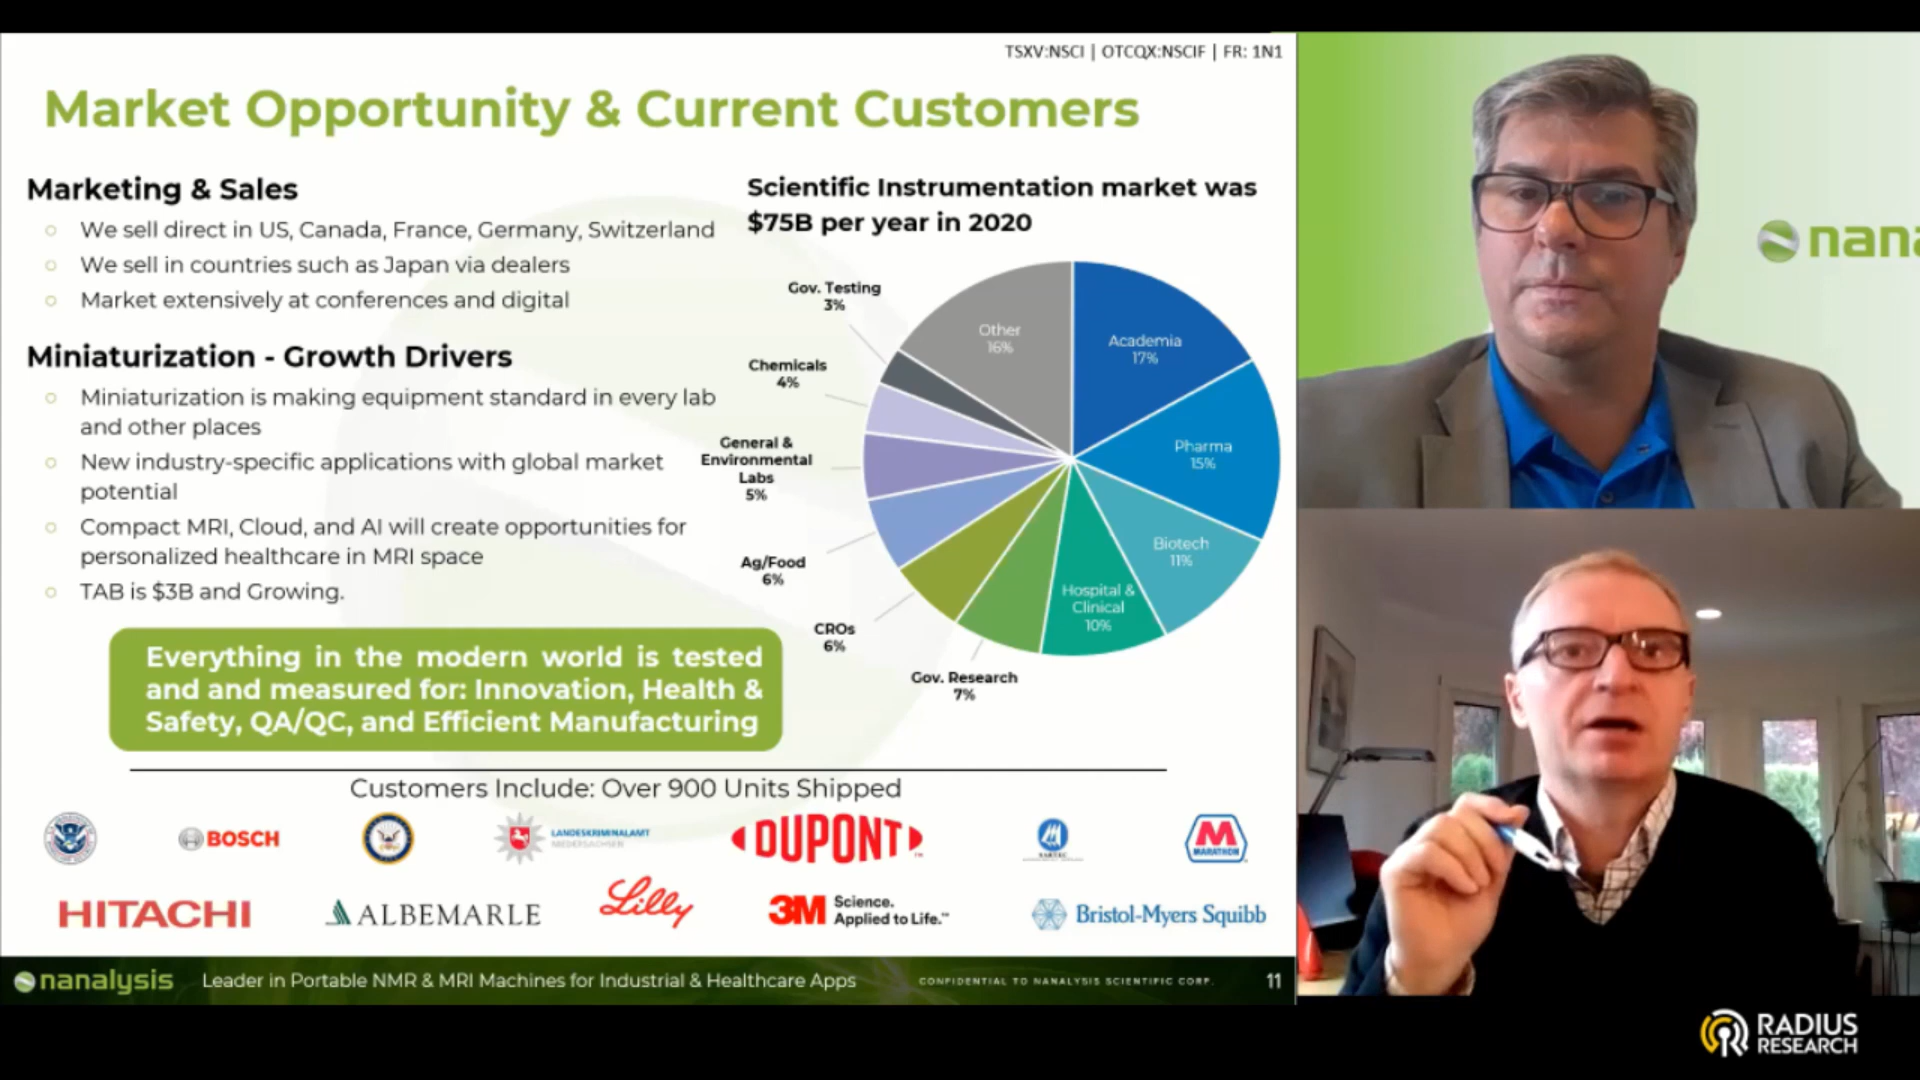 TSXV:NSCI | OTCQX:NSCIF | FR: 1N1
Market Opportunity & Current Customers
Marketing & Sales
We sell direct in US, Canada, France, Germany, Switzerland
We sell in countries such as Japan via dealers
Market extensively at conferences and digital
Miniaturization - Growth Drivers
Miniaturization is making equipment standard in every lab
and other places
New industry-specific applications with global market
potential
Compact MRI, Cloud, and AI will create opportunities for
personalized healthcare in MRI space
TAB is $3B and Growing.
Everything in the modern world is tested
and and measured for: Innovation, Health &
Safety, QA/QC, and Efficient Manufacturing
Scientific Instrumentation market was
$75B per year in 2020
Academia
17%
Pharma
15%
Biotech
11%
Hospital &
Clinical
10%
Gov. Research
7%
CROs
6%
Ag/Food
6%
General &
Environmental
Labs
5%
Chemicals
4%
Gov. Testing
3%
Other
16%
Customers Include: Over 900 Units Shipped
BOSCH
LANDESKRIMINALAMT
NIEDERSACHSEN
DUPONT™
M
MARATHON
HITACHI
ALBEMARLE
Lilly
3M Science.
Applied to Life.™
Bristol-Myers Squibb
nanalysis
Leader in Portable NMR & MRI Machines for Industrial & Healthcare Apps
CONFIDENTIAL TO NANALYSIS SCIENTIFIC CORP.
11
nana
RADIUS
RESEARCH